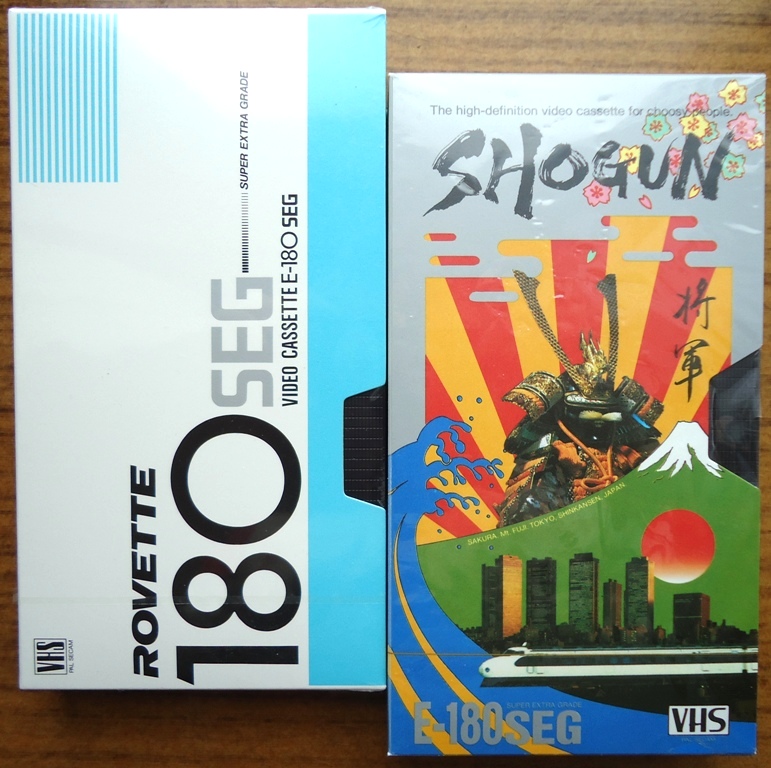 SUPER EXTRA GRADE
VIDEO CASSETTE E-180 SEG
SEG
180
ROVETTE
VHS
PAL SECAM
The high-definition video cassette for choosy people.
SHOGUN
将軍
SAKURA. Mt. FUJI. TOKYO. SHINKANSEN. JAPAN.
SUPER EXTRA GRADE
E-180SEG
VHS